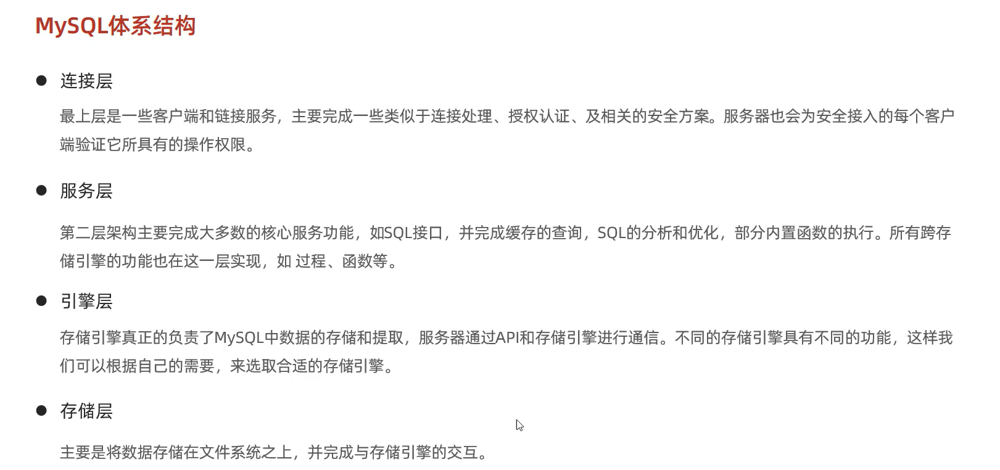 MySQL体系结构
● 连接层
最上层是一些客户端和链接服务，主要完成一些类似于连接处理、授权认证、及相关的安全方案。服务器也会为安全接入的每个客户
端验证它所具有的操作权限。
● 服务层
第二层架构主要完成大多数的核心服务功能，如SQL接口，并完成缓存的查询，SQL的分析和优化，部分内置函数的执行。所有跨存
储引擎的功能也在这一层实现，如 过程、函数等。
● 引擎层
存储引擎真正的负责了MySQL中数据的存储和提取，服务器通过API和存储引擎进行通信。不同的存储引擎具有不同的功能，这样我
们可以根据自己的需要，来选取合适的存储引擎。
● 存储层
主要是将数据存储在文件系统之上，并完成与存储引擎的交互。